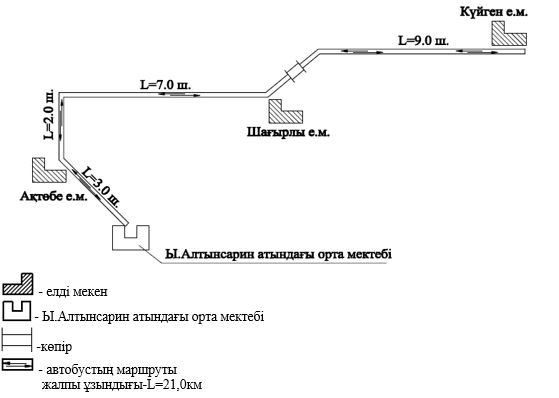 Күйген е.м.
L=9.0 ш.
L=7.0 ш.
Шағырлы е.м.
L=2.0 ш.
Ақтөбе е.м.
L=3.0 ш.
Ы.Алтынсарин атындағы орта мектебі
- елді мекен
- Ы.Алтынсарин атындағы орта мектебі
-көпір
- автобустың маршруты
жалпы ұзындығы-L=21,0км